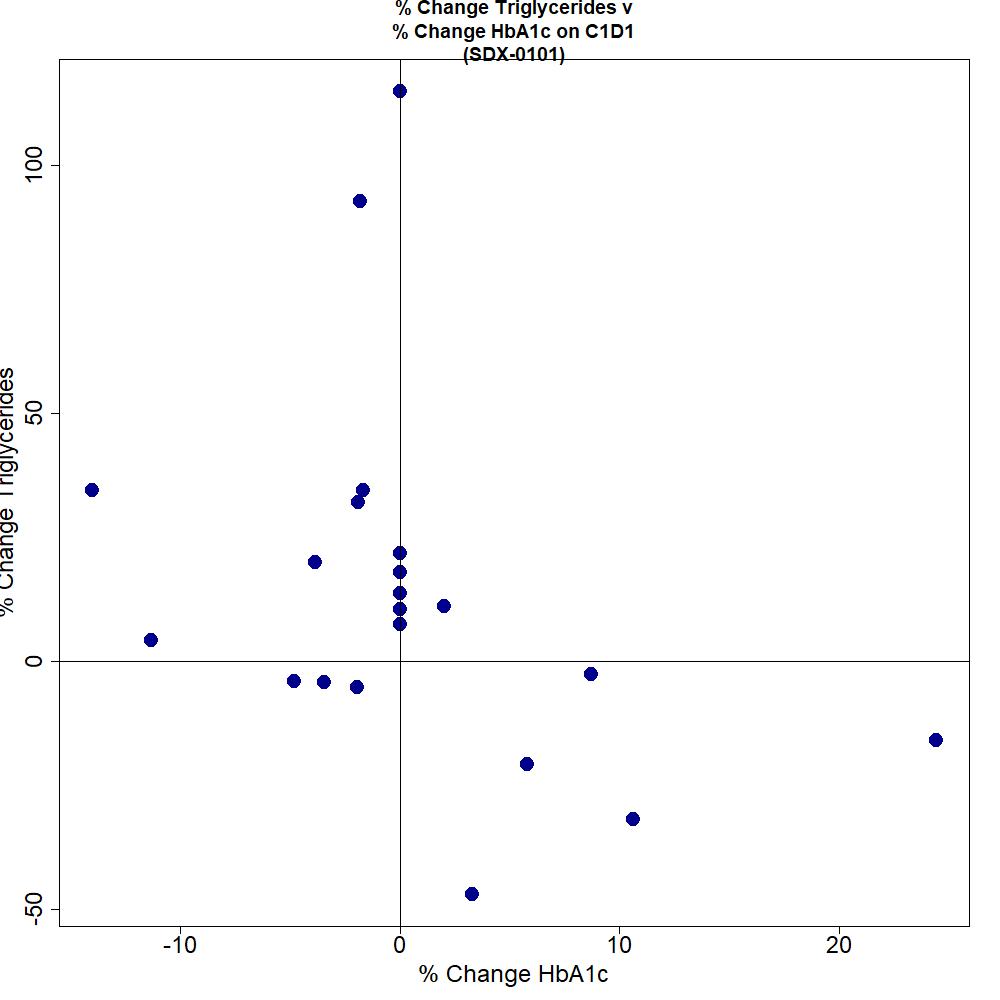 % Change Triglycerides v
% Change HbA1c on C1D1
(SDX-0101)
% Change Triglycerides
100
50
0
-50
-10
0
10
20
% Change HbA1c